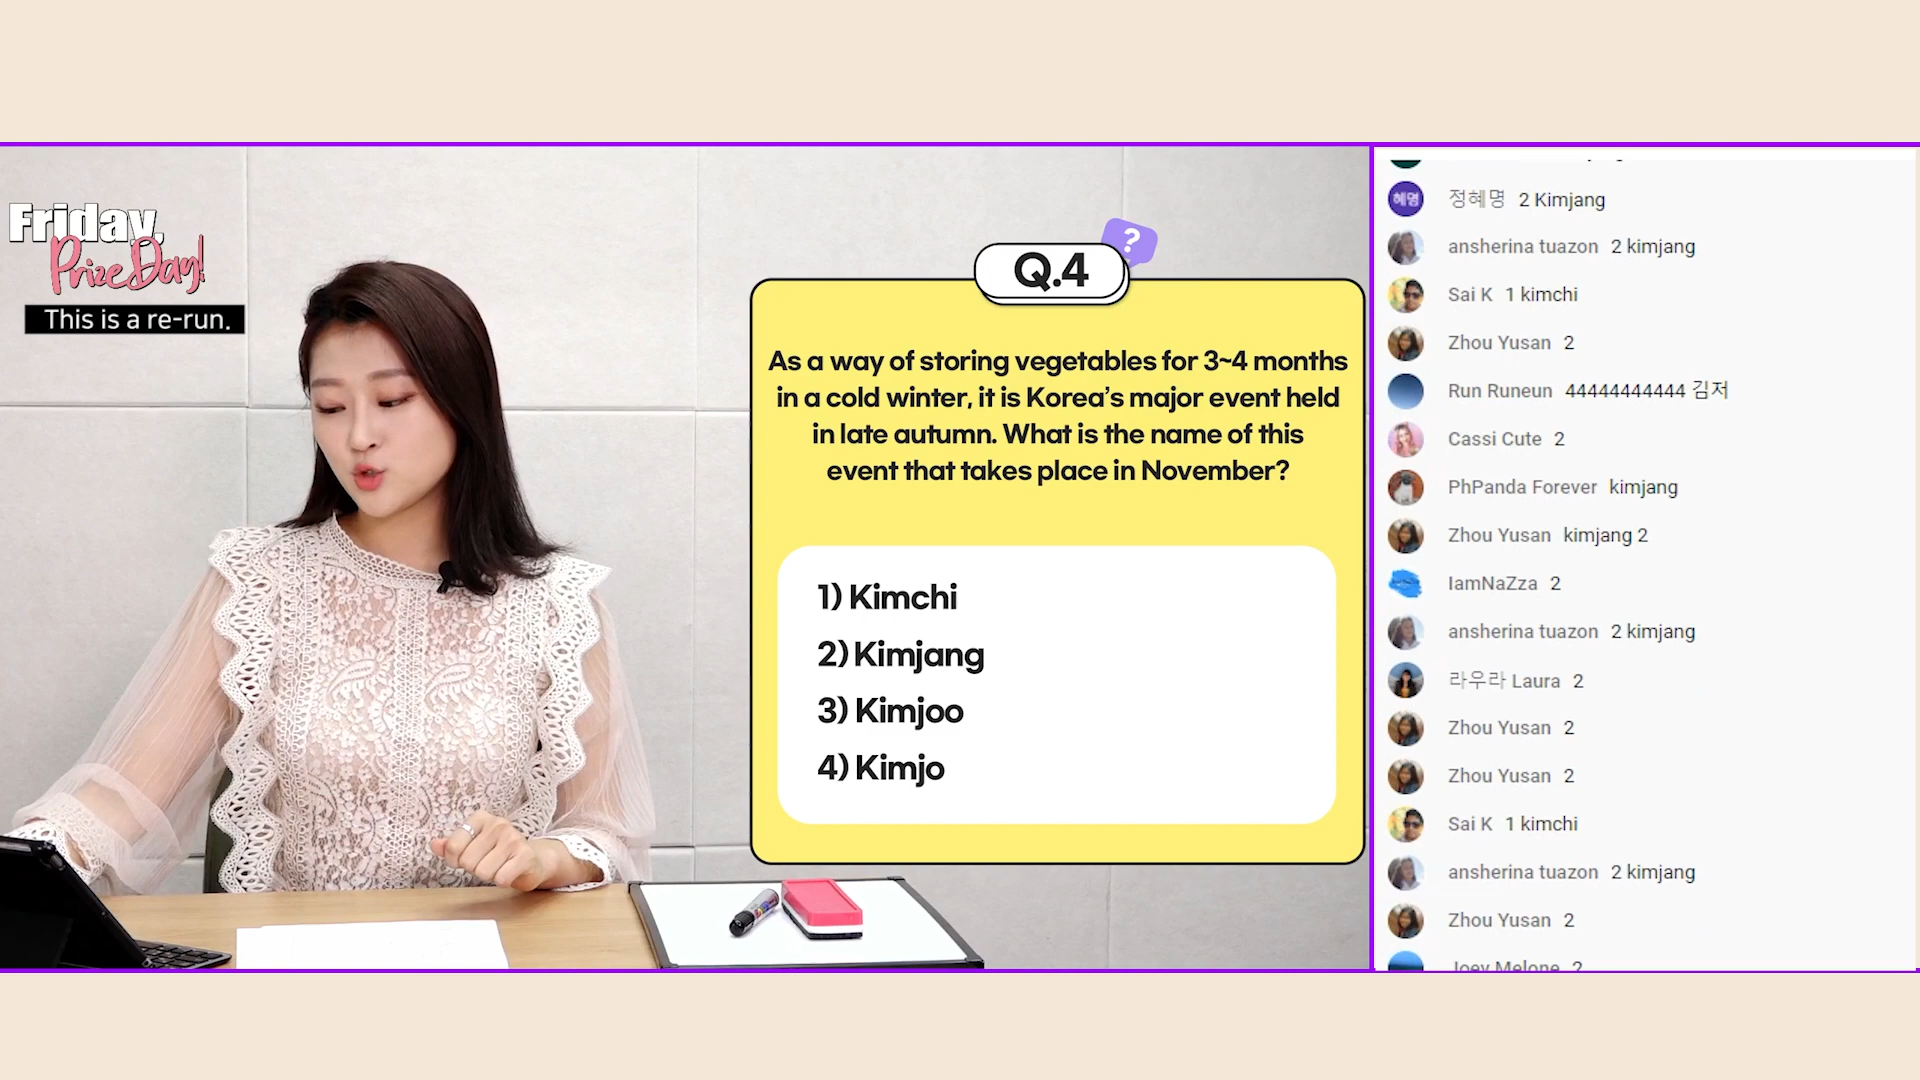 Friday,
Prize Day!
This is a re-run.
?
Q.4
As a way of storing vegetables for 3~4 months
in a cold winter, it is Korea's major event held
in late autumn. What is the name of this
event that takes place in November?
1) Kimchi
2) Kimjang
3) Kimjoo
4) Kimjo
혜명 정혜명 2 Kimjang
ansherina tuazon 2 kimjang
Sai K 1 kimchi
Zhou Yusan 2
Run Runeun 44444444444 김저
Cassi Cute 2
PhPanda Forever kimjang
Zhou Yusan kimjang 2
IamNaZza 2
ansherina tuazon 2 kimjang
라우라 Laura 2
Zhou Yusan 2
Zhou Yusan 2
Sai K 1 kimchi
ansherina tuazon 2 kimjang
Zhou Yusan 2
Joey Melone 2